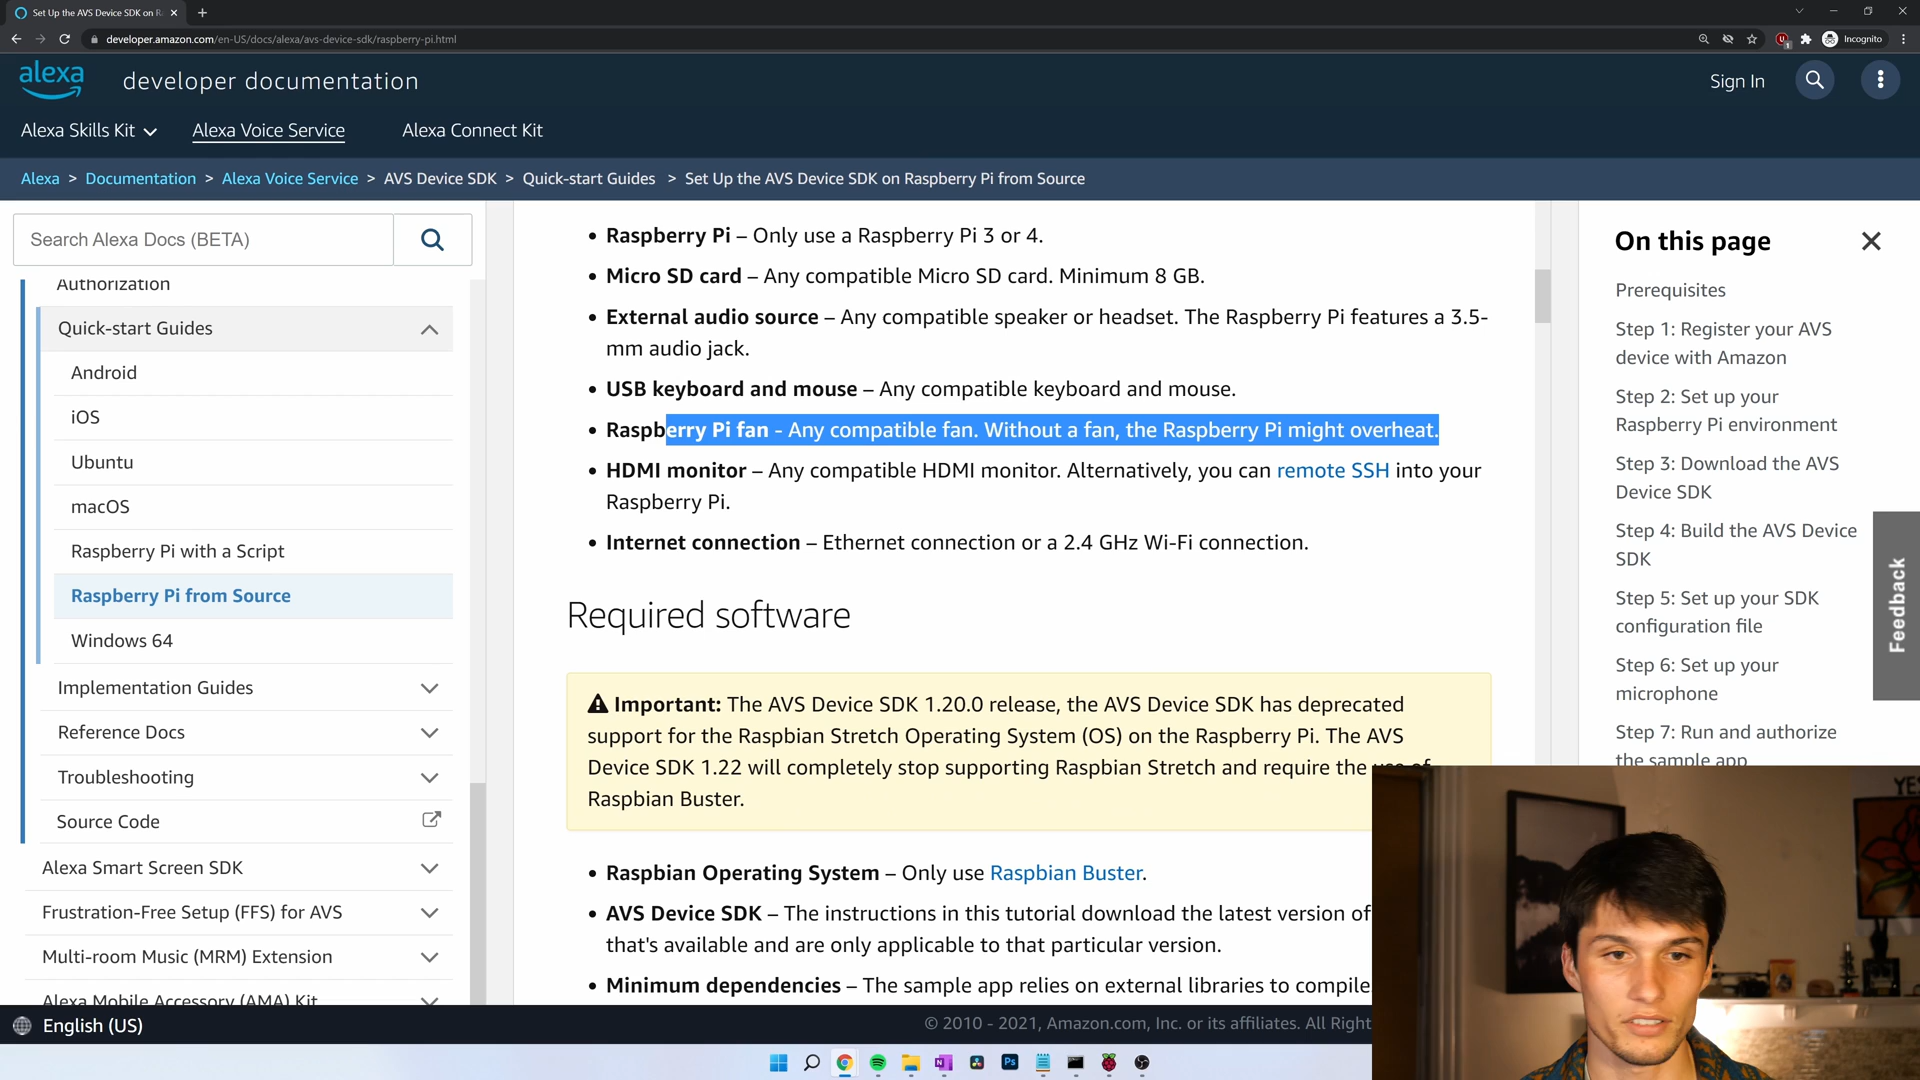 Set Up the AVS Device SDK on R
developer.amazon.com/en-US/docs/alexa/avs-device-sdk/raspberry-pi.html
Incognito
alexa
developer documentation
Sign In
Alexa Skills Kit
Alexa Voice Service
Alexa Connect Kit
Alexa > Documentation > Alexa Voice Service > AVS Device SDK > Quick-start Guides > Set Up the AVS Device SDK on Raspberry Pi from Source
Search Alexa Docs (BETA)
Authorization
Quick-start Guides
Android
iOS
Ubuntu
macOS
Raspberry Pi with a Script
Raspberry Pi from Source
Windows 64
Implementation Guides
Reference Docs
Troubleshooting
Source Code
Alexa Smart Screen SDK
Frustration-Free Setup (FFS) for AVS
Multi-room Music (MRM) Extension
Alexa Mobile Accessory (AMA) Kit
• Raspberry Pi – Only use a Raspberry Pi 3 or 4.
• Micro SD card – Any compatible Micro SD card. Minimum 8 GB.
• External audio source – Any compatible speaker or headset. The Raspberry Pi features a 3.5-
mm audio jack.
• USB keyboard and mouse – Any compatible keyboard and mouse.
• Raspberry Pi fan - Any compatible fan. Without a fan, the Raspberry Pi might overheat.
• HDMI monitor – Any compatible HDMI monitor. Alternatively, you can remote SSH into your
Raspberry Pi.
• Internet connection – Ethernet connection or a 2.4 GHz Wi-Fi connection.
Required software
Important: The AVS Device SDK 1.20.0 release, the AVS Device SDK has deprecated
support for the Raspbian Stretch Operating System (OS) on the Raspberry Pi. The AVS
Device SDK 1.22 will completely stop supporting Raspbian Stretch and require the use of
Raspbian Buster.
• Raspbian Operating System – Only use Raspbian Buster.
• AVS Device SDK – The instructions in this tutorial download the latest version of
that's available and are only applicable to that particular version.
• Minimum dependencies – The sample app relies on external libraries to compile
On this page
Prerequisites
Step 1: Register your AVS
device with Amazon
Step 2: Set up your
Raspberry Pi environment
Step 3: Download the AVS
Device SDK
Step 4: Build the AVS Device
SDK
Step 5: Set up your SDK
configuration file
Step 6: Set up your
microphone
Step 7: Run and authorize
the sample app
Feedback
YES
English (US)
© 2010 - 2021, Amazon.com, Inc. or its affiliates. All Right
Ps